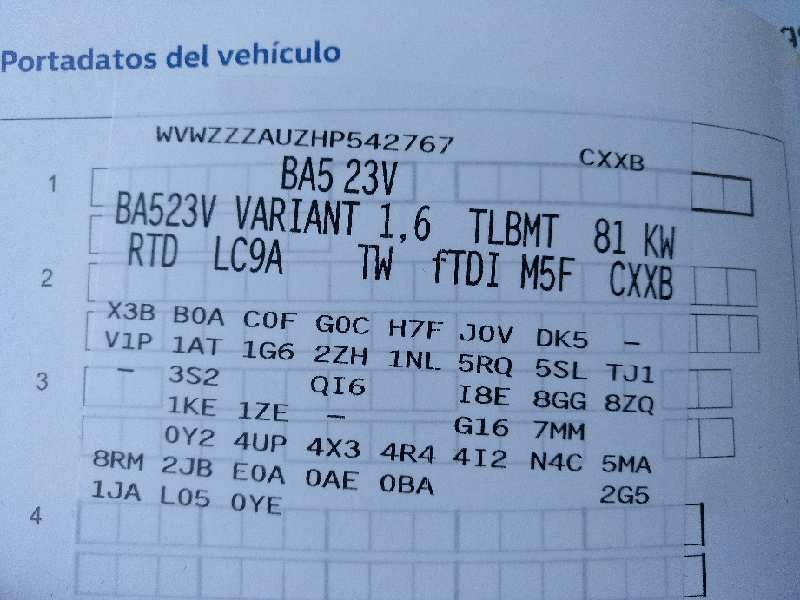 Portadatos del vehículo
WVWZZZAUZHP542767 CXXB
1 BA5 23V
BA523V VARIANT 1,6 TLBMT 81 KW
2 RTD LC9A TW fTDI M5F CXXB
X3B B0A C0F G0C H7F J0V DK5 –
V1P 1AT 1G6 2ZH 1NL 5RQ 5SL TJ1
3 – 3S2 QI6 I8E 8GG 8ZQ
1KE 1ZE – G16 7MM
0Y2 4UP 4X3 4R4 4I2 N4C 5MA
8RM 2JB E0A 0AE 0BA 2G5
1JA L05 0YE
4